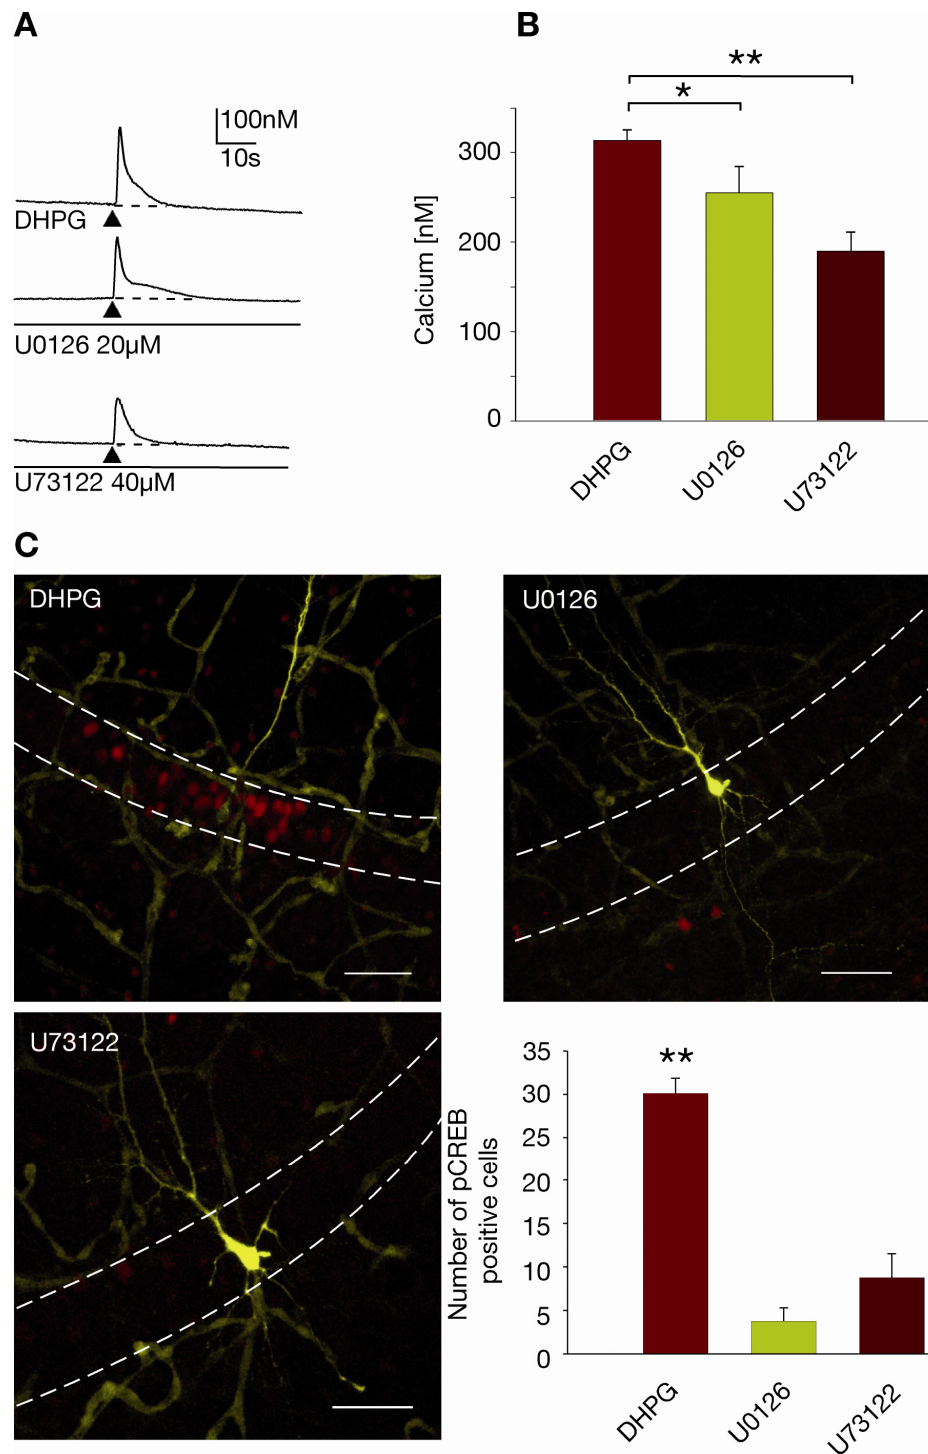 A
100nM
10s
DHPG
U0126 20µM
U73122 40µM
B
**
*
Calcium [nM]
300
200
100
0
DHPG
U0126
U73122
C
DHPG
U0126
U73122
Number of pCREB
positive cells
35
30
25
20
15
10
5
0
**
DHPG
U0126
U73122